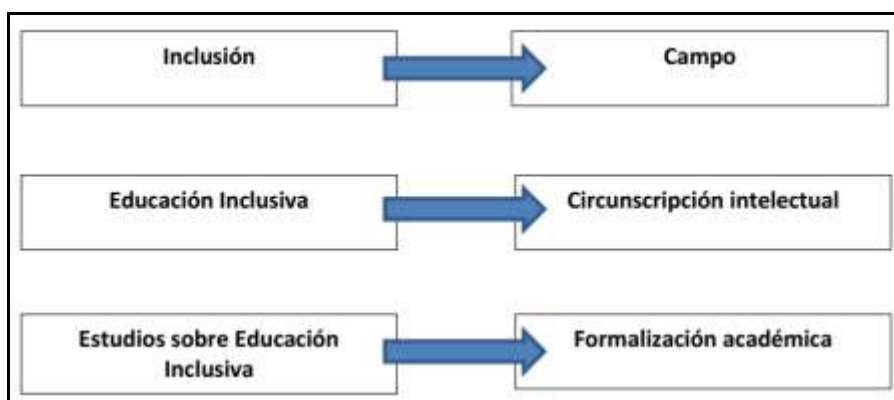 Inclusión
Campo
Educación Inclusiva
Circunscripción intelectual
Estudios sobre Educación
Inclusiva
Formalización académica